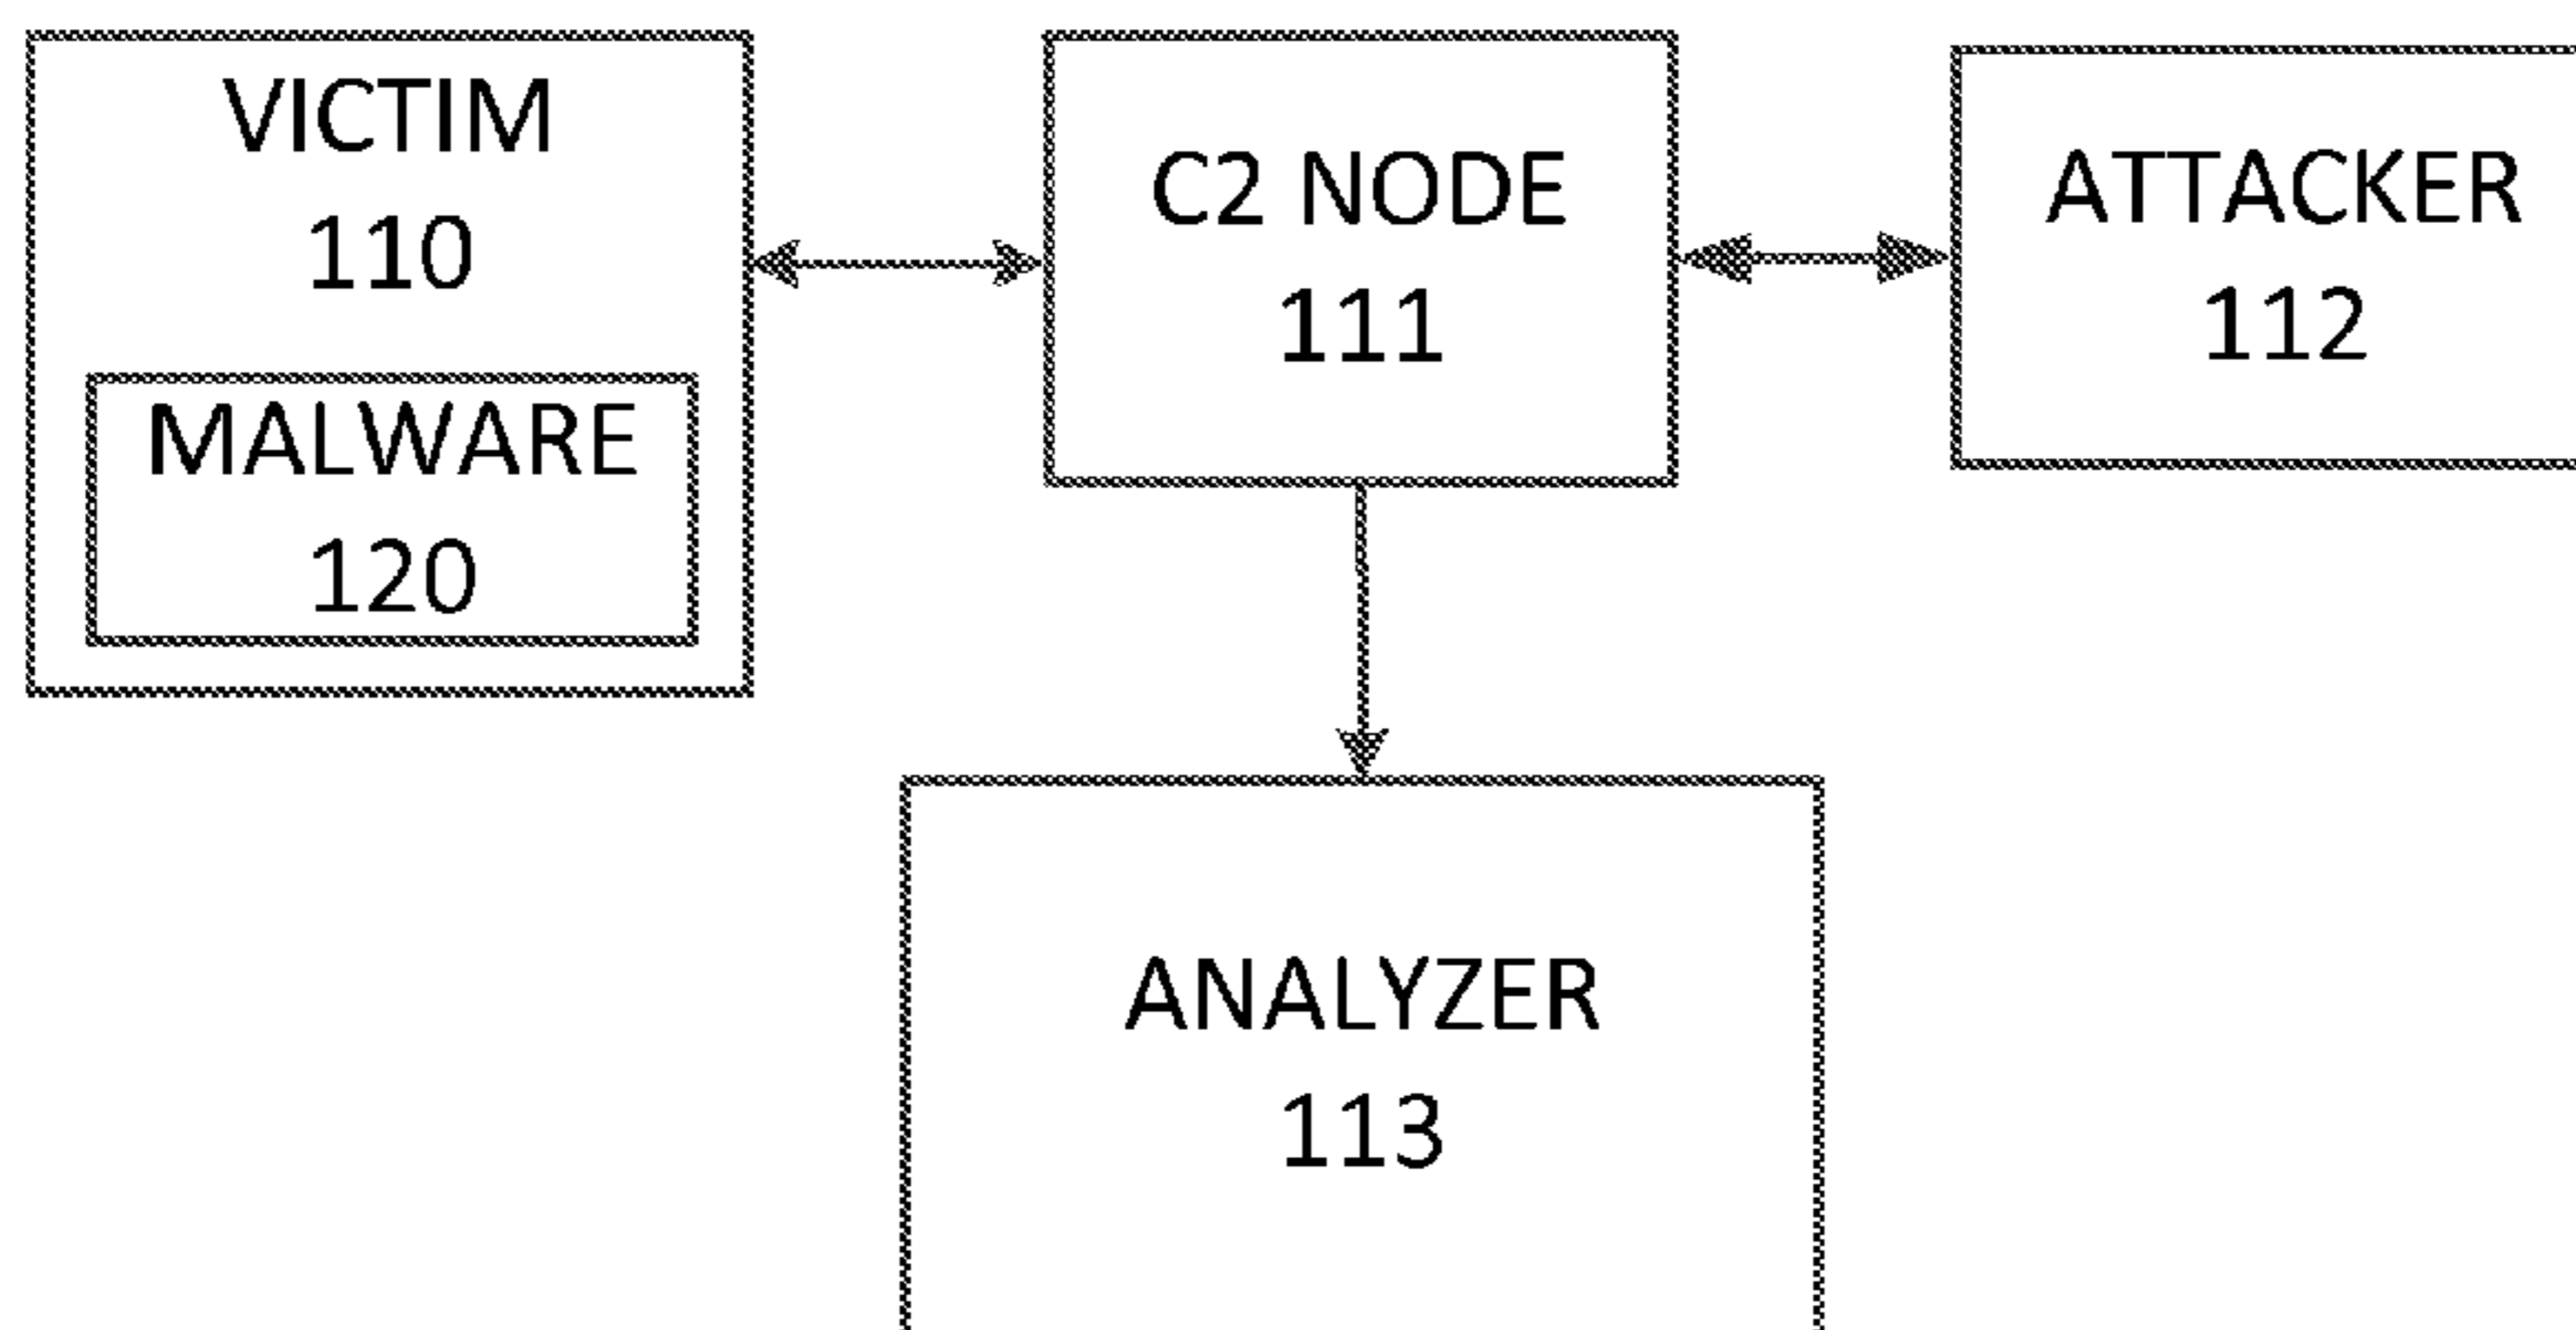 VICTIM
110
MALWARE
120
C2 NODE
111
ATTACKER
112
ANALYZER
113